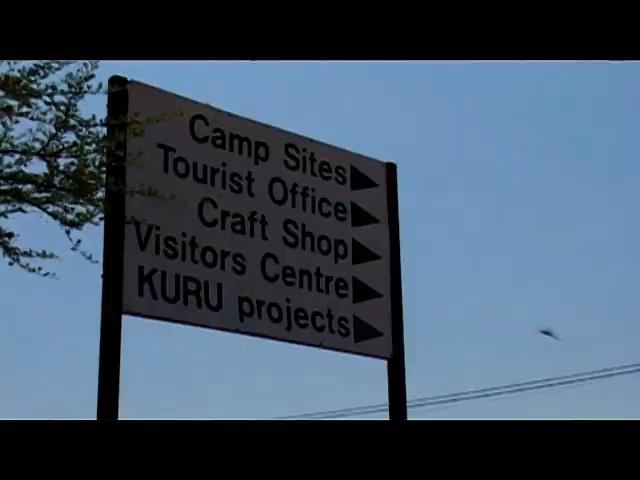 Camp Sites
Tourist Office
Craft Shop
Visitors Centre
KURU projects